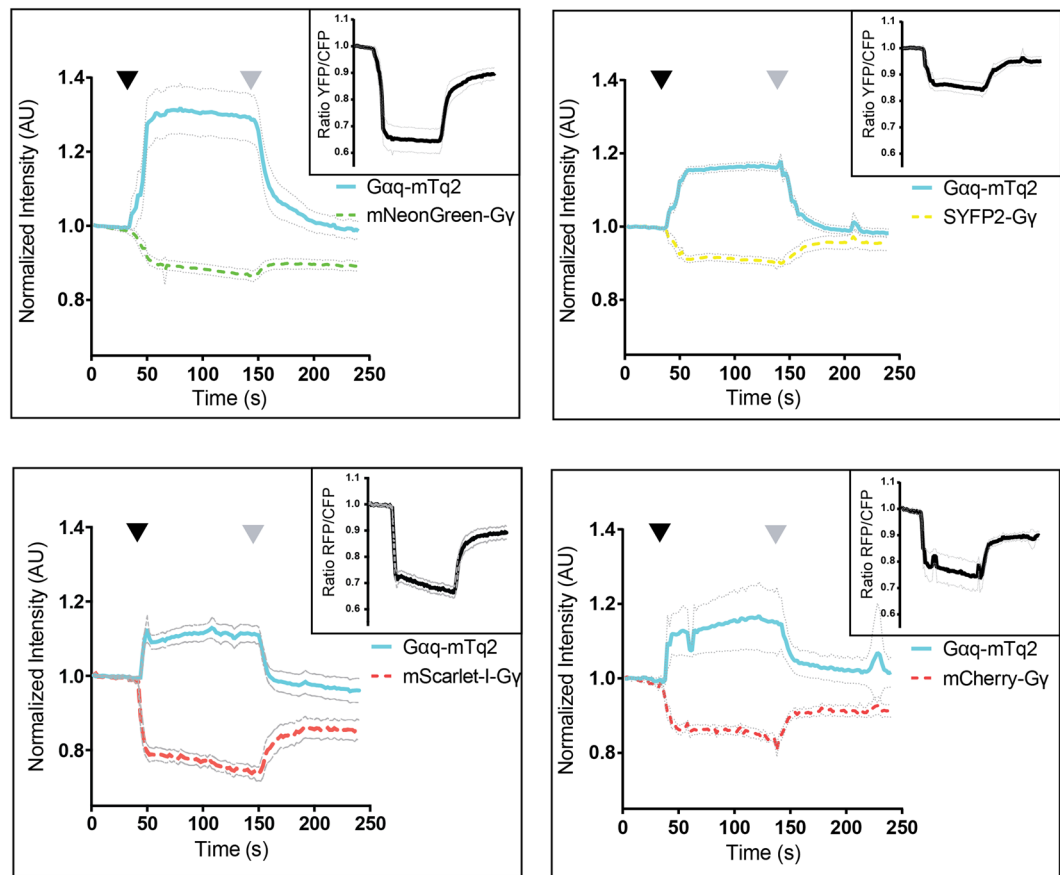 Normalized Intensity (AU)
1.4
1.2
1.0
0.8
0 50 100 150 200 250
Time (s)
Ratio YFP/CFP
1.1
1.0
0.9
0.8
0.7
0.6
Gαq-mTq2
mNeonGreen-Gγ
Normalized Intensity (AU)
1.4
1.2
1.0
0.8
0 50 100 150 200 250
Time (s)
Ratio YFP/CFP
1.1
1.0
0.9
0.8
0.7
0.6
Gαq-mTq2
SYFP2-Gγ
Normalized Intensity (AU)
1.4
1.2
1.0
0.8
0 50 100 150 200 250
Time (s)
Ratio RFP/CFP
1.1
1.0
0.9
0.8
0.7
0.6
Gαq-mTq2
mScarlet-I-Gγ
Normalized Intensity (AU)
1.4
1.2
1.0
0.8
0 50 100 150 200 250
Time (s)
Ratio RFP/CFP
1.1
1.0
0.9
0.8
0.7
0.6
Gαq-mTq2
mCherry-Gγ